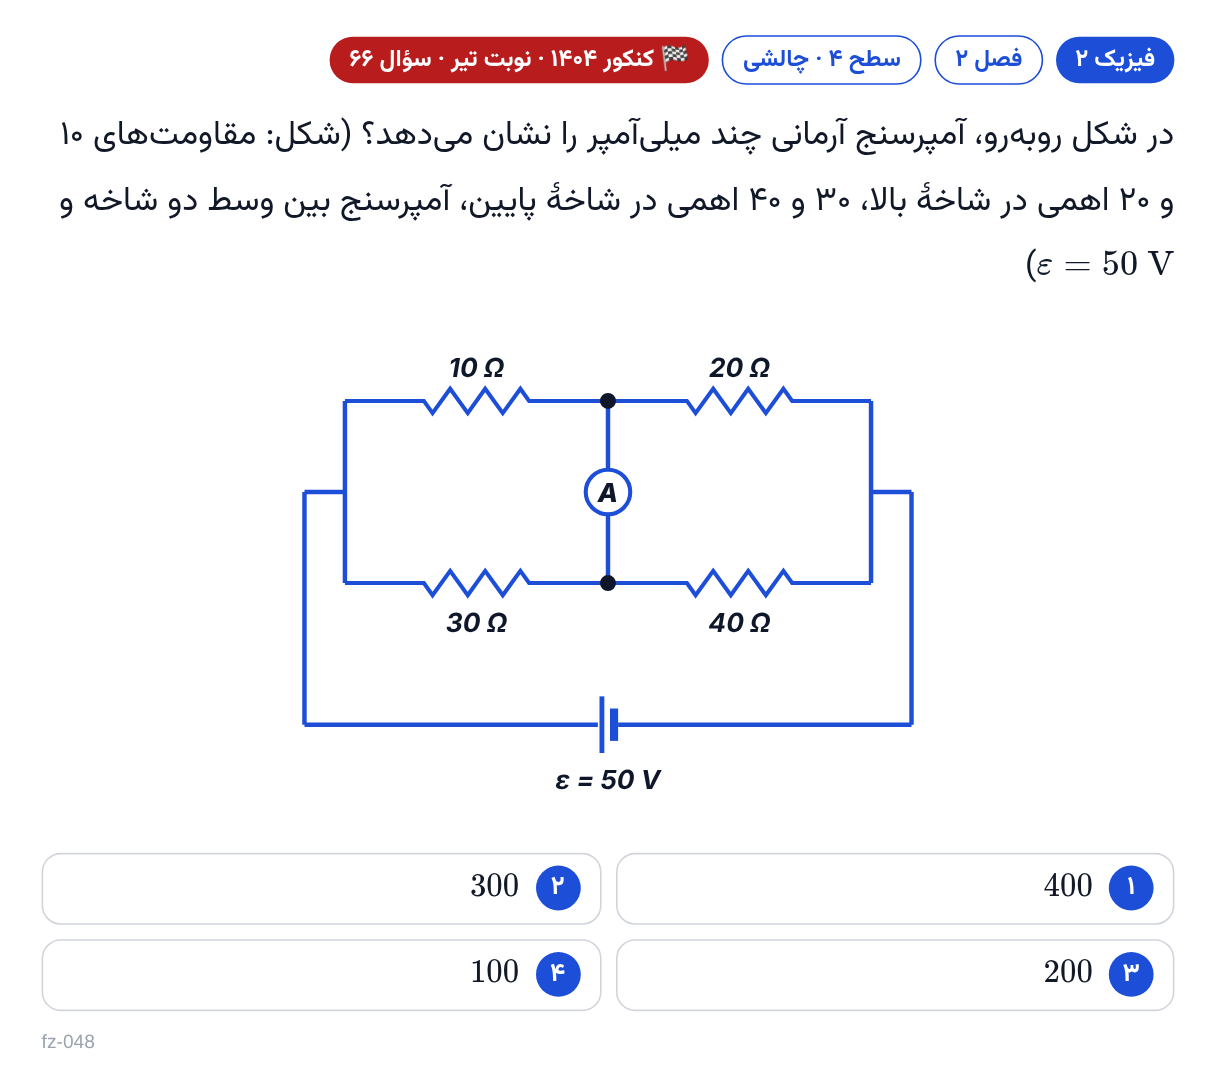 فیزیک ۲
فصل ۲
سطح ۴ · چالشی
🏁 کنکور ۱۴۰۴ · نوبت تیر · سؤال ۶۶
در شکل روبه‌رو، آمپرسنج آرمانی چند میلی‌آمپر را نشان می‌دهد؟ (شکل: مقاومت‌های ۱۰
و ۲۰ اهمی در شاخهٔ بالا، ۳۰ و ۴۰ اهمی در شاخهٔ پایین، آمپرسنج بین وسط دو شاخه و
ε = 50 V)
10 Ω
20 Ω
A
30 Ω
40 Ω
ε = 50 V
۱ 400
۲ 300
۳ 200
۴ 100
fz-048